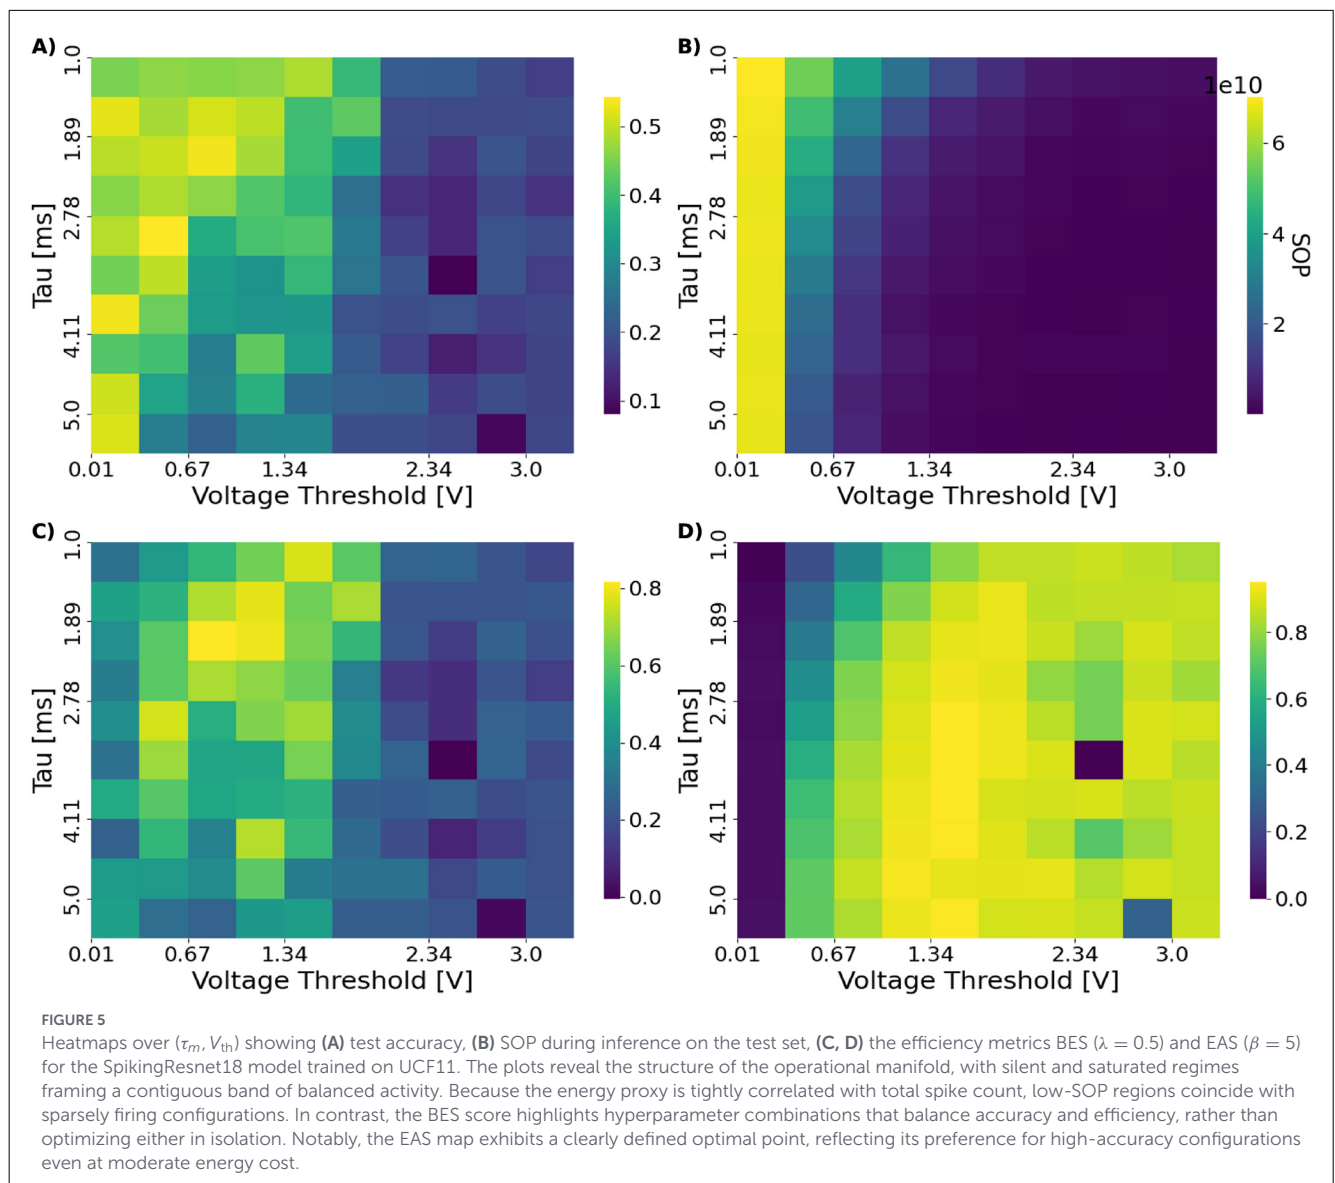 A)
1.0
1.89
2.78
4.11
5.0
Tau [ms]
0.01 0.67 1.34 2.34 3.0
Voltage Threshold [V]
0.5
0.4
0.3
0.2
0.1
B)
1.0
1.89
2.78
4.11
5.0
Tau [ms]
0.01 0.67 1.34 2.34 3.0
Voltage Threshold [V]
1e10
6
4
2
SOP
C)
1.0
1.89
2.78
4.11
5.0
Tau [ms]
0.01 0.67 1.34 2.34 3.0
Voltage Threshold [V]
0.8
0.6
0.4
0.2
0.0
D)
1.0
1.89
2.78
4.11
5.0
Tau [ms]
0.01 0.67 1.34 2.34 3.0
Voltage Threshold [V]
0.8
0.6
0.4
0.2
0.0
FIGURE 5
Heatmaps over (τm, Vth) showing (A) test accuracy, (B) SOP during inference on the test set, (C, D) the efficiency metrics BES (λ = 0.5) and EAS (β = 5)
for the SpikingResnet18 model trained on UCF11. The plots reveal the structure of the operational manifold, with silent and saturated regimes
framing a contiguous band of balanced activity. Because the energy proxy is tightly correlated with total spike count, low-SOP regions coincide with
sparsely firing configurations. In contrast, the BES score highlights hyperparameter combinations that balance accuracy and efficiency, rather than
optimizing either in isolation. Notably, the EAS map exhibits a clearly defined optimal point, reflecting its preference for high-accuracy configurations
even at moderate energy cost.